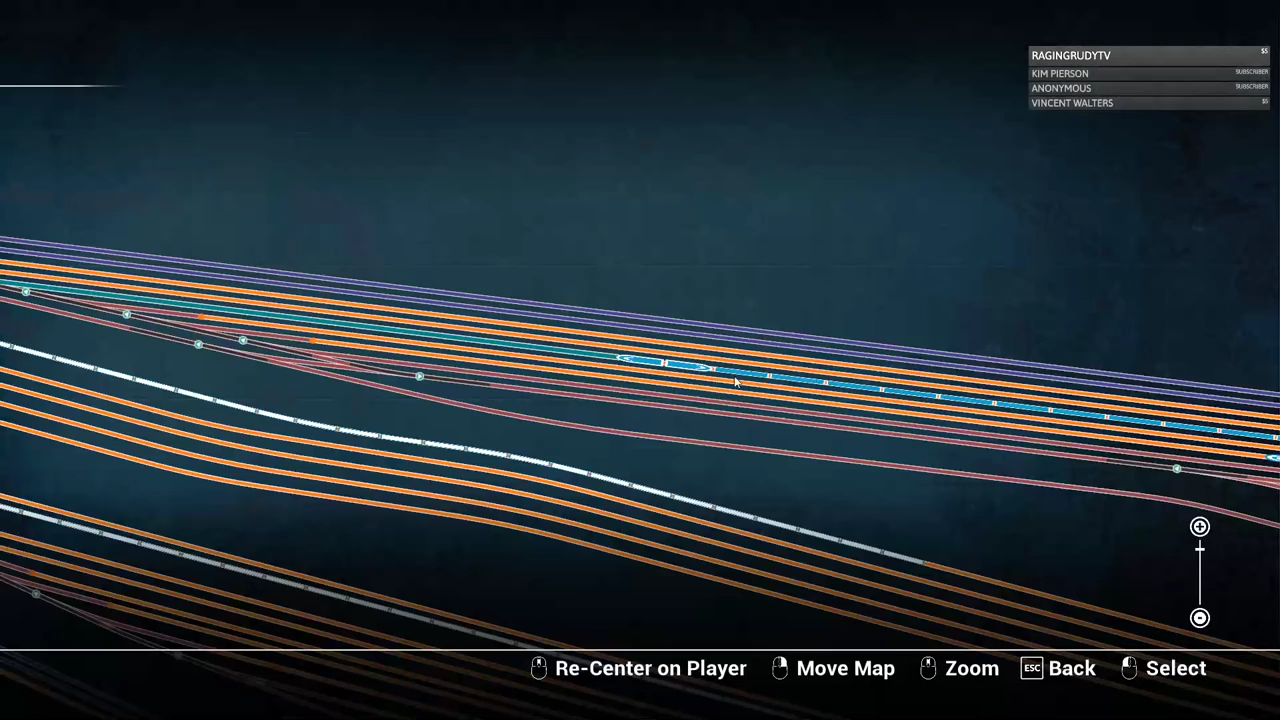 RAGINGRUDYTV $5
KIM PIERSON SUBSCRIBER
ANONYMOUS SUBSCRIBER
VINCENT WALTERS $5
Re-Center on Player Move Map Zoom ESC Back Select